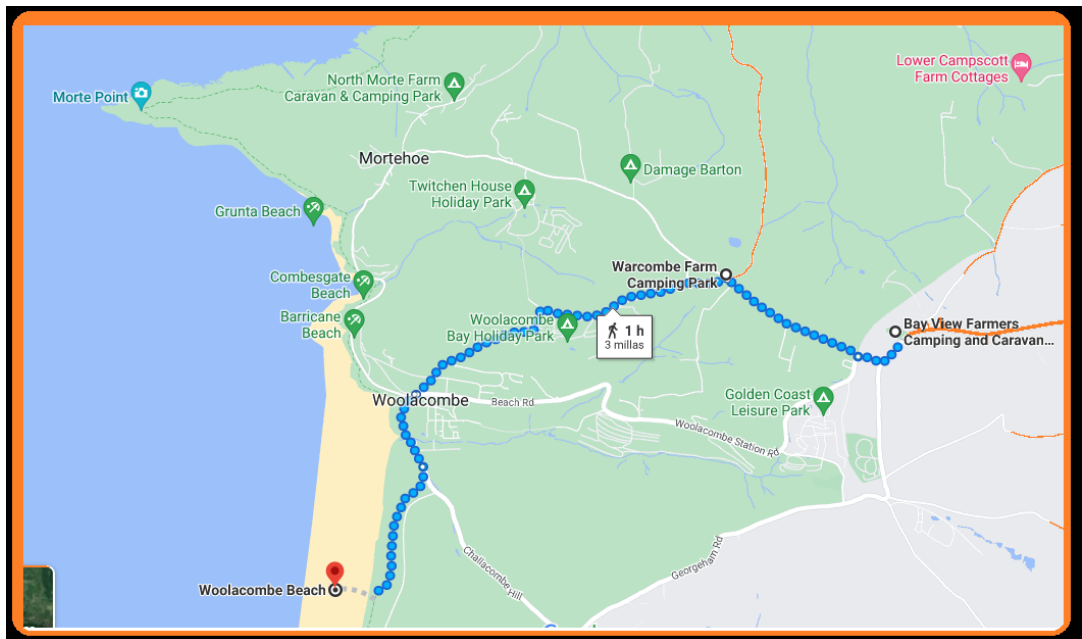 Lower Campscott
Farm Cottages
North Morte Farm
Caravan & Camping Park
Morte Point
Mortehoe
Damage Barton
Twitchen House
Holiday Park
Grunta Beach
Warcombe Farm
Camping Park
Combesgate
Beach
Barricane
Beach
Woolacombe
Bay Holiday Park
1 h
3 millas
Bay View Farmers
Camping and Caravan...
Golden Coast
Leisure Park
Woolacombe
Beach Rd
Woolacombe Station Rd
Challacombe Hill
Georgeham Rd
Woolacombe Beach